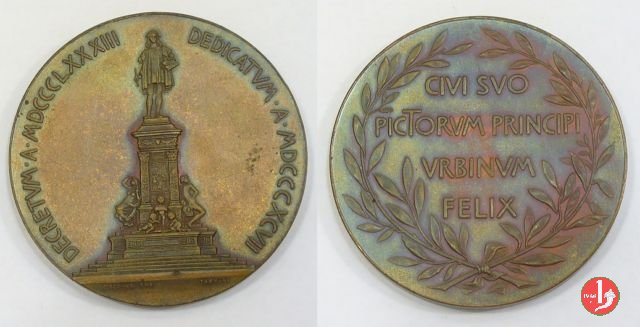 DECRETVM · A · MDCCCLXXXIII
DEDICATVM · A · MDCCCXCVII
CIVI SVO
PICTORVM PRINCIPI
VRBINVM
FELIX